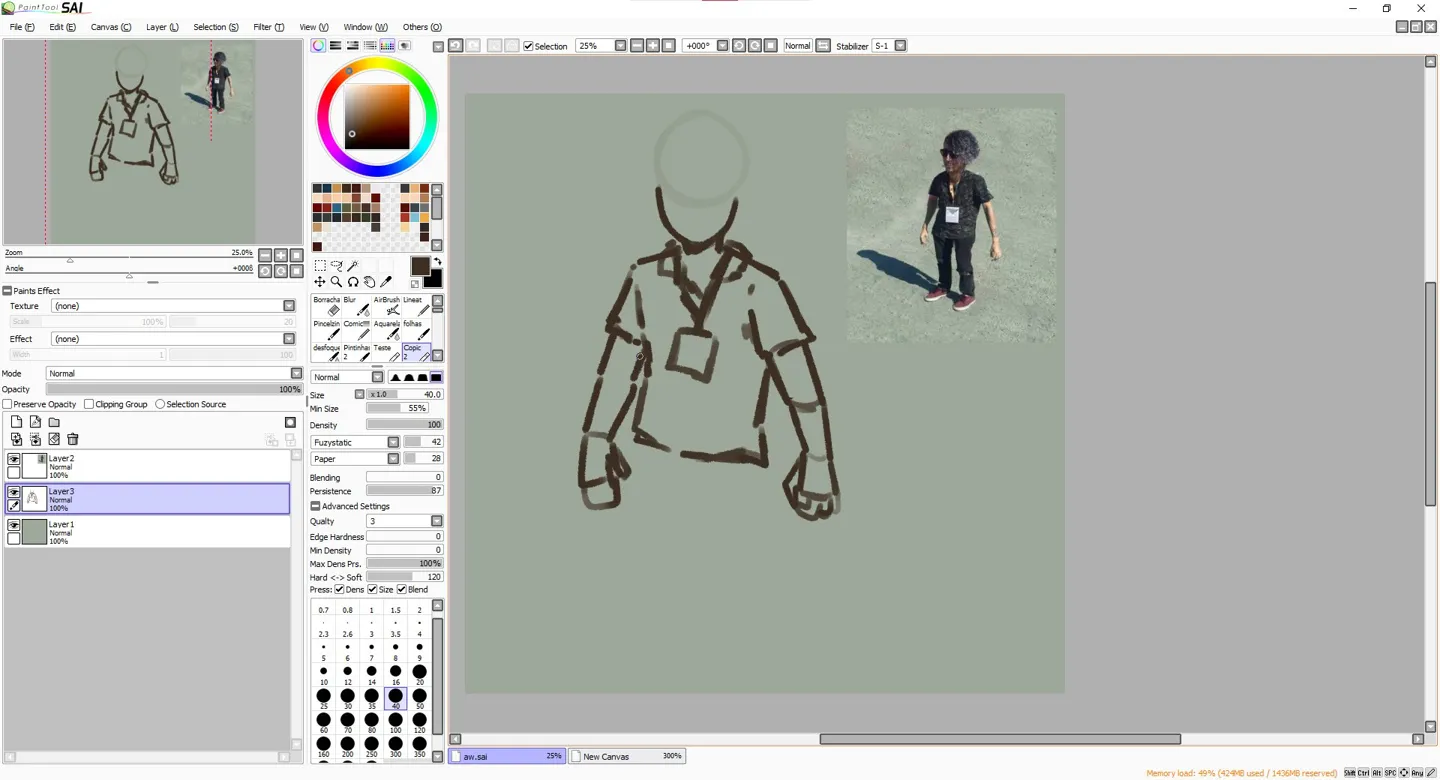 PaintTool SAI
File (F) Edit (E) Canvas (C) Layer (L) Selection (S) Filter (T) View (V) Window (W) Others (O)
Selection 25% +000° Normal Stabilizer S-1
Zoom 25.0%
Angle +0008
Paints Effect
Texture (none)
Scale 100% 20
Effect (none)
Width 1 100
Mode Normal
Opacity 100%
Preserve Opacity Clipping Group Selection Source
Layer2
Normal
100%
Layer3
Normal
100%
Layer1
Normal
100%
Borracha Blur AirBrush Lineat
Pincelzin Comic Aquarela folhas
desfoque Pintinhas 2 Teste Copic 2
Normal
Size x 1.0 40.0
Min Size 55%
Density 100
Fuzystatic 42
Paper 28
Blending 0
Persistence 87
Advanced Settings
Qualty 3
Edge Hardness 0
Min Density 0
Max Dens Prs. 100%
Hard <-> Soft 120
Press: Dens Size Blend
0.7 0.8 1 1.5 2
2.3 2.6 3 3.5 4
5 6 7 8 9
10 12 14 16 20
25 30 35 40 50
60 70 80 100 120
160 200 250 300 350
aw.sai 25% New Canvas 300%
Memory load: 49% (424MB used / 1436MB reserved) Shift Ctrl Alt SPC Any